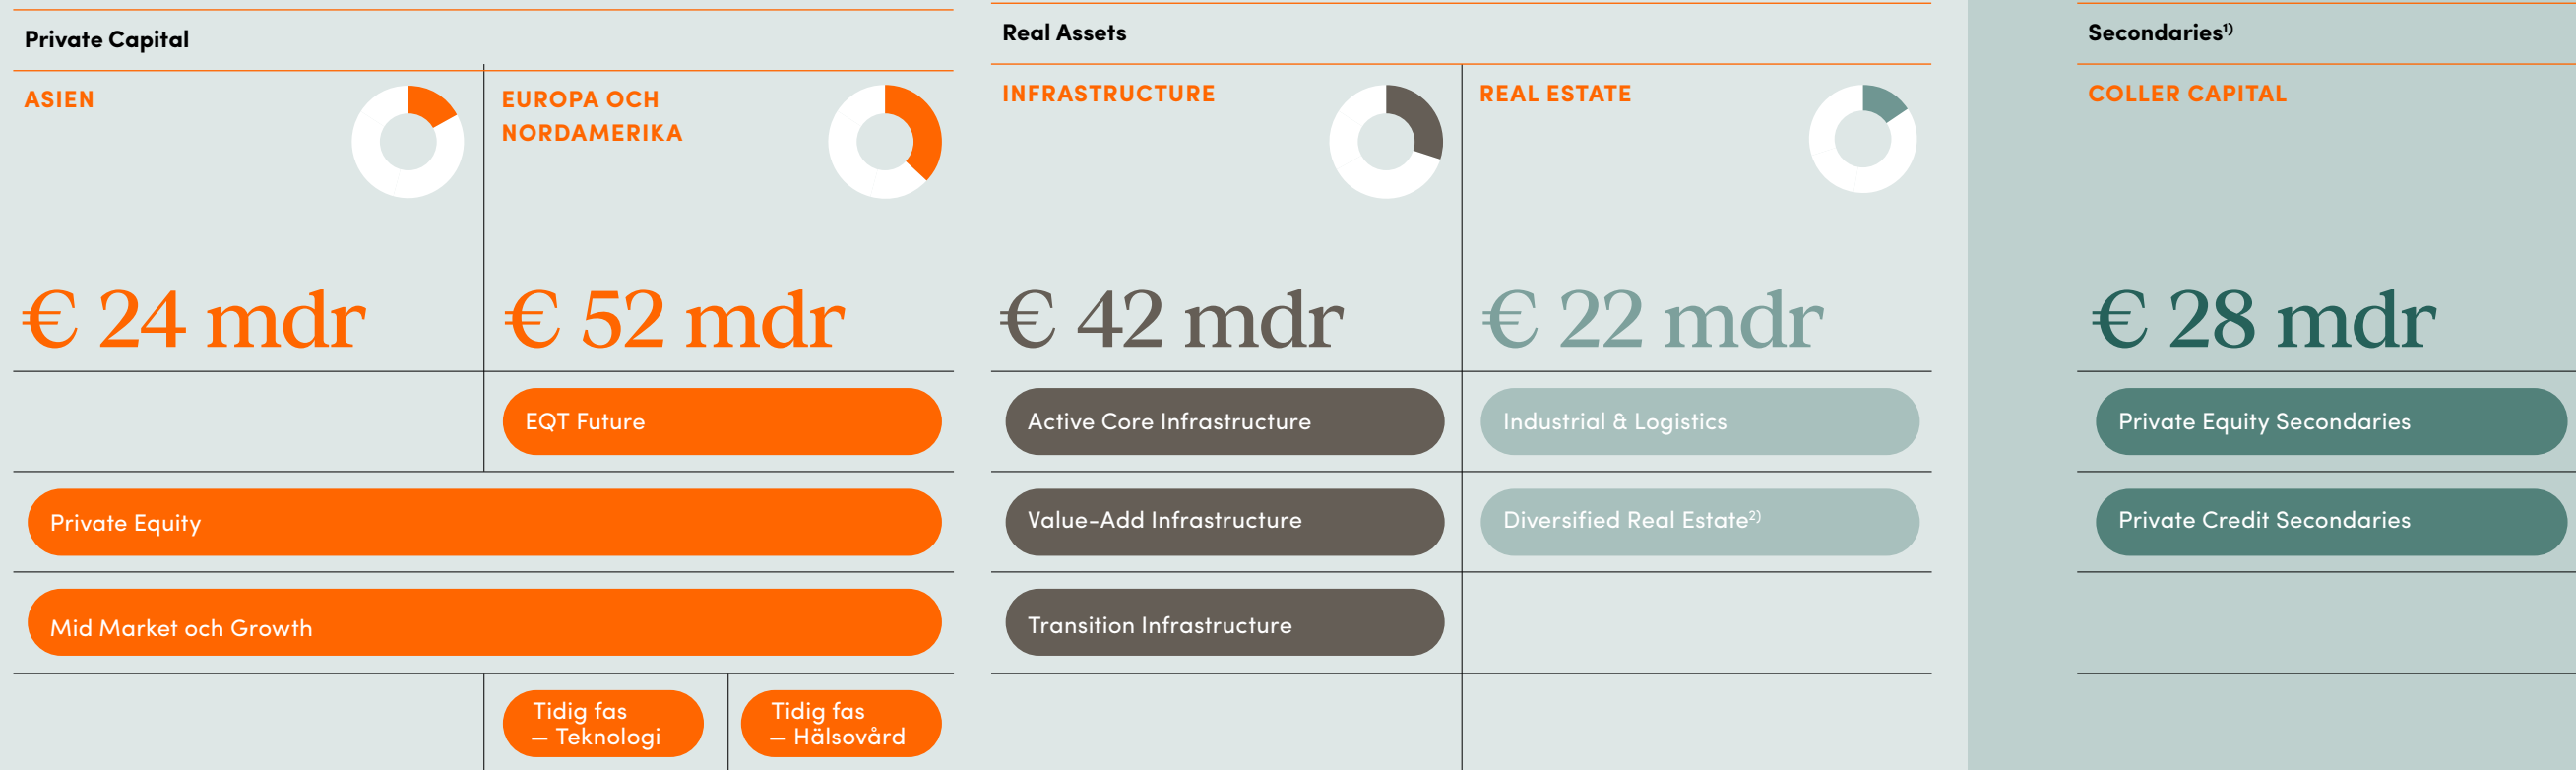 Private Capital
ASIEN
EUROPA OCH
NORDAMERIKA
€ 24 mdr
€ 52 mdr
EQT Future
Private Equity
Mid Market och Growth
Tidig fas
– Teknologi
Tidig fas
– Hälsovård
Real Assets
INFRASTRUCTURE
REAL ESTATE
€ 42 mdr
€ 22 mdr
Active Core Infrastructure
Industrial & Logistics
Value-Add Infrastructure
Diversified Real Estate²⁾
Transition Infrastructure
Secondaries¹⁾
COLLER CAPITAL
€ 28 mdr
Private Equity Secondaries
Private Credit Secondaries